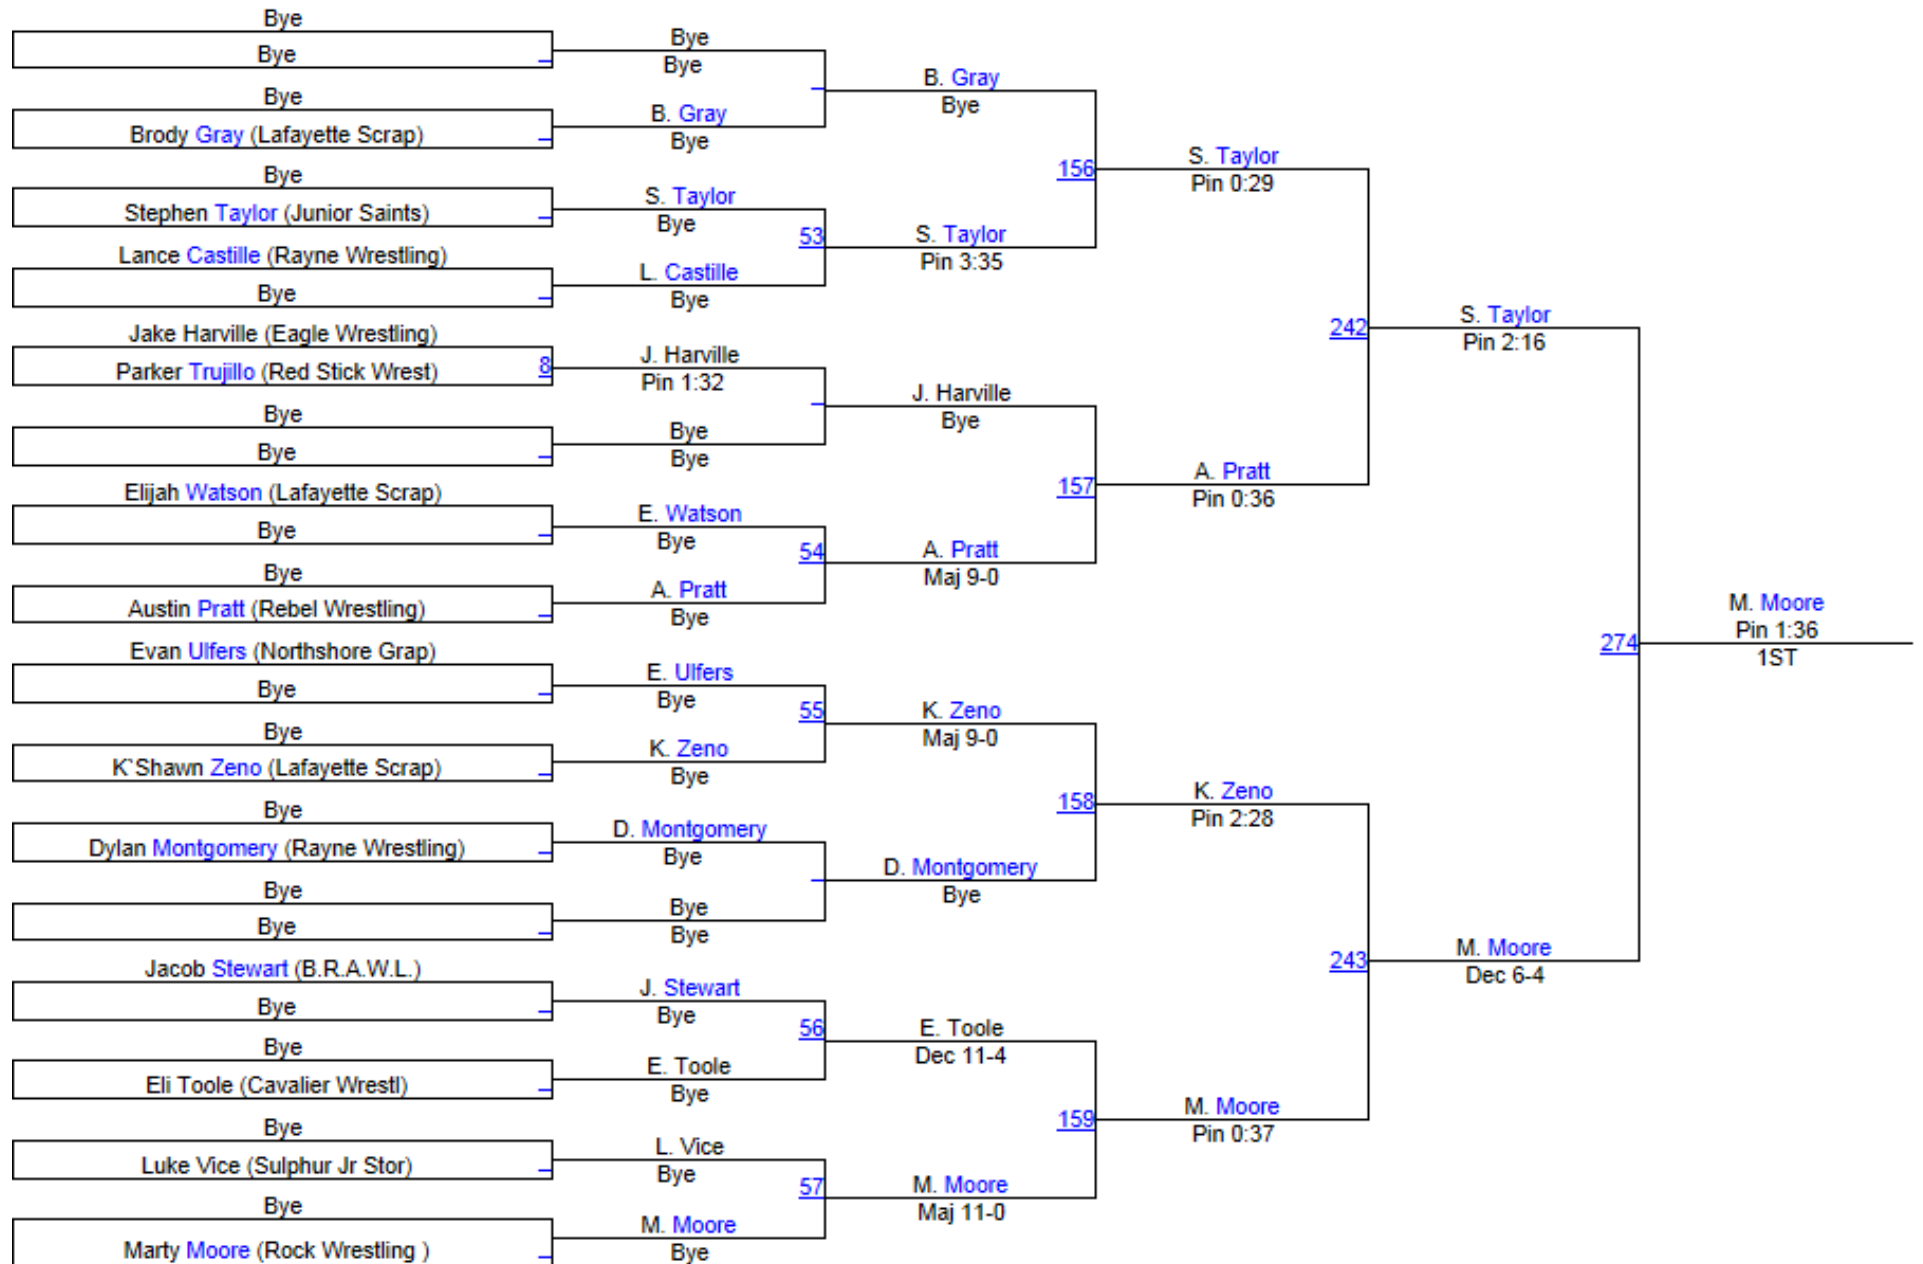 Bye
Bye
Bye
Brody Gray (Lafayette Scrap)
Bye
Stephen Taylor (Junior Saints)
Lance Castille (Rayne Wrestling)
Bye
Jake Harville (Eagle Wrestling)
Parker Trujillo (Red Stick Wrest)
8
Bye
Bye
Elijah Watson (Lafayette Scrap)
Bye
Bye
Austin Pratt (Rebel Wrestling)
Evan Ulfers (Northshore Grap)
Bye
Bye
K`Shawn Zeno (Lafayette Scrap)
Bye
Dylan Montgomery (Rayne Wrestling)
Bye
Bye
Jacob Stewart (B.R.A.W.L.)
Bye
Bye
Eli Toole (Cavalier Wrestl)
Bye
Luke Vice (Sulphur Jr Stor)
Bye
Marty Moore (Rock Wrestling )
Bye
Bye
B. Gray
Bye
S. Taylor
Bye
53
L. Castille
Bye
J. Harville
Pin 1:32
Bye
Bye
E. Watson
Bye
54
A. Pratt
Bye
E. Ulfers
Bye
55
K. Zeno
Bye
D. Montgomery
Bye
Bye
Bye
J. Stewart
Bye
56
E. Toole
Bye
L. Vice
Bye
57
M. Moore
Bye
B. Gray
Bye
156
S. Taylor
Pin 3:35
J. Harville
Bye
157
A. Pratt
Maj 9-0
K. Zeno
Maj 9-0
158
D. Montgomery
Bye
E. Toole
Dec 11-4
159
M. Moore
Maj 11-0
S. Taylor
Pin 0:29
242
A. Pratt
Pin 0:36
K. Zeno
Pin 2:28
243
M. Moore
Pin 0:37
S. Taylor
Pin 2:16
274
M. Moore
Dec 6-4
M. Moore
Pin 1:36
1ST